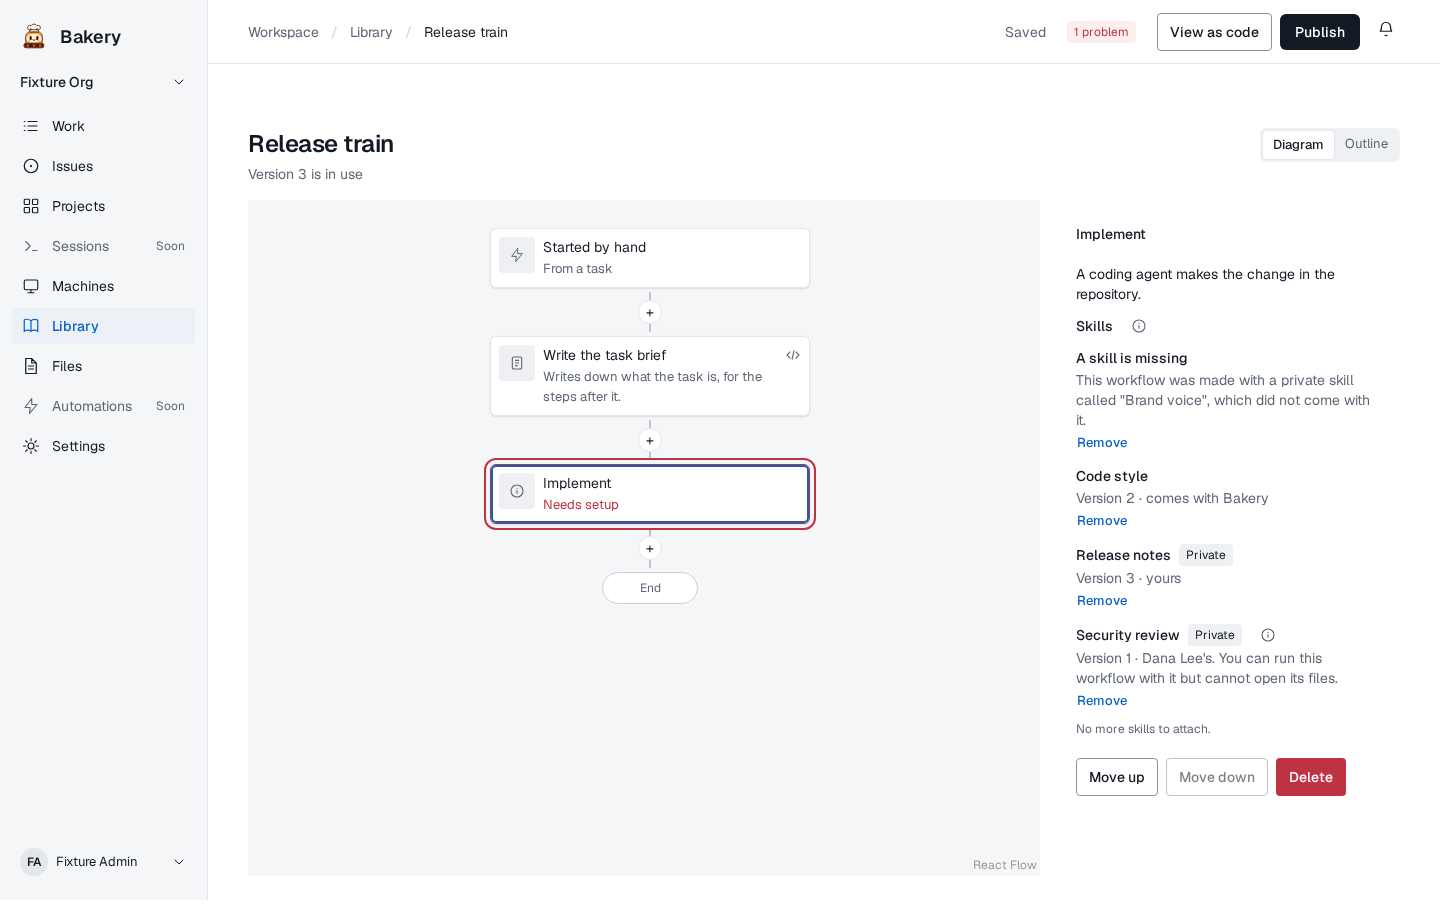 Bakery
Fixture Org
Work
Issues
Projects
Sessions Soon
Machines
Library
Files
Automations Soon
Settings
FA Fixture Admin
Workspace / Library / Release train
Saved
1 problem
View as code
Publish
Release train
Version 3 is in use
Diagram
Outline
Started by hand
From a task
+
Write the task brief
Writes down what the task is, for the
steps after it.
+
Implement
Needs setup
+
End
React Flow
Implement
A coding agent makes the change in the
repository.
Skills
A skill is missing
This workflow was made with a private skill
called "Brand voice", which did not come with
it.
Remove
Code style
Version 2 · comes with Bakery
Remove
Release notes Private
Version 3 · yours
Remove
Security review Private
Version 1 · Dana Lee's. You can run this
workflow with it but cannot open its files.
Remove
No more skills to attach.
Move up
Move down
Delete